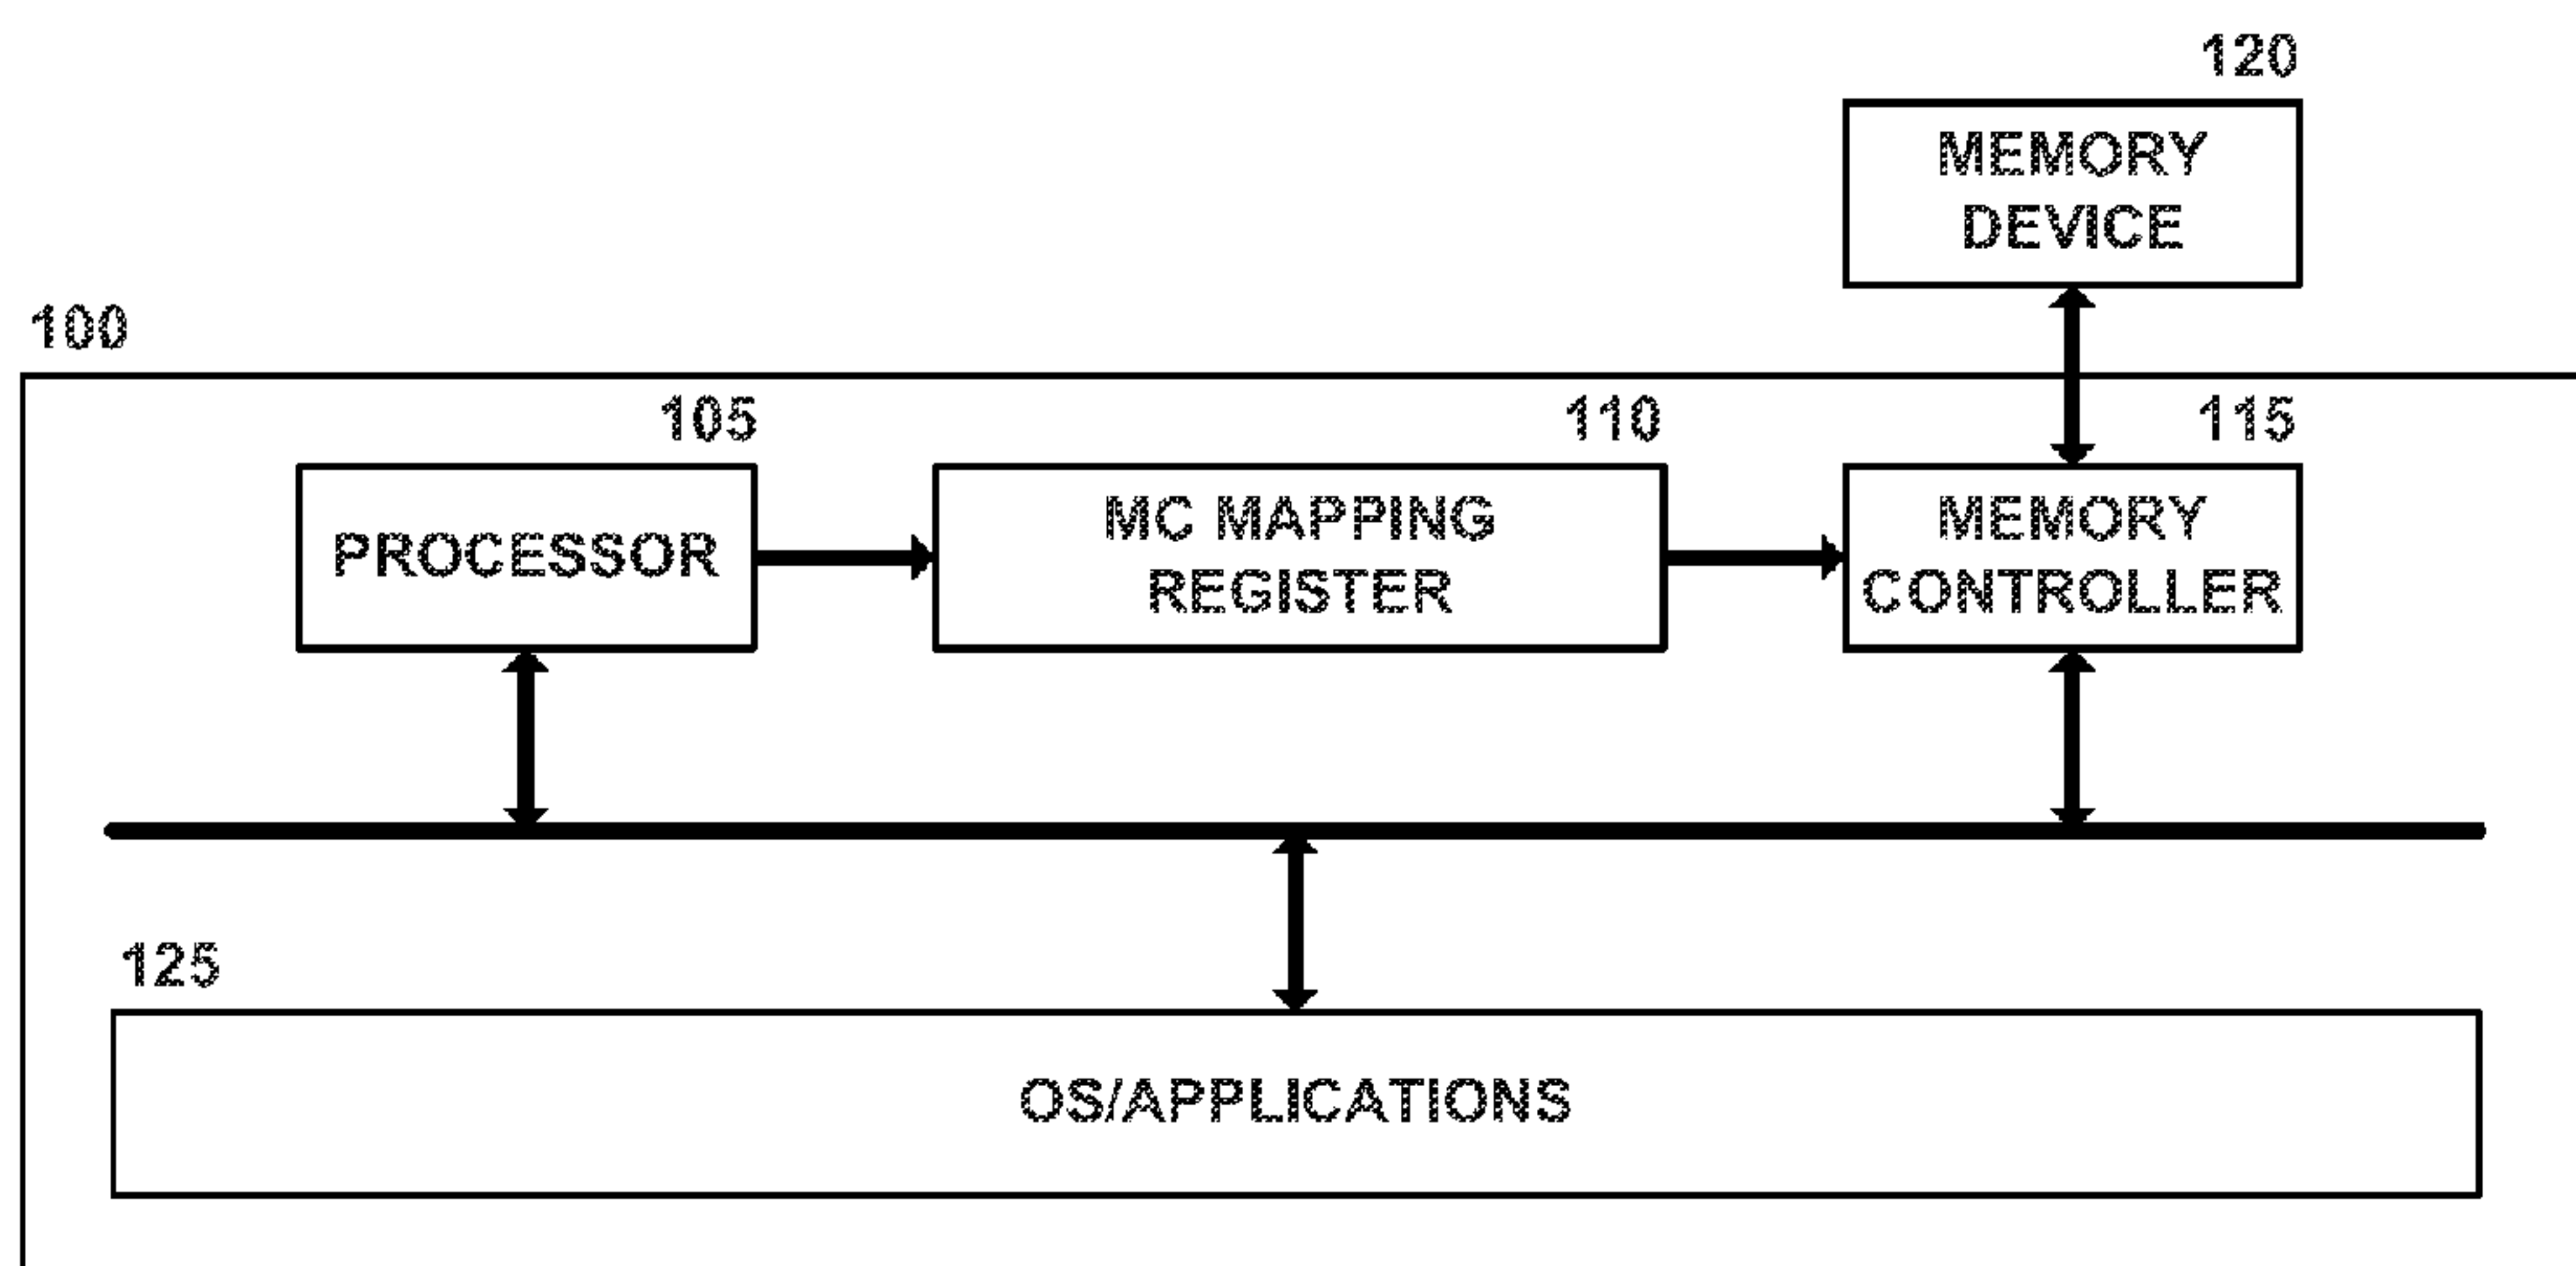 120
MEMORY
DEVICE
100
105
110
115
PROCESSOR
MC MAPPING
REGISTER
MEMORY
CONTROLLER
125
OS/APPLICATIONS